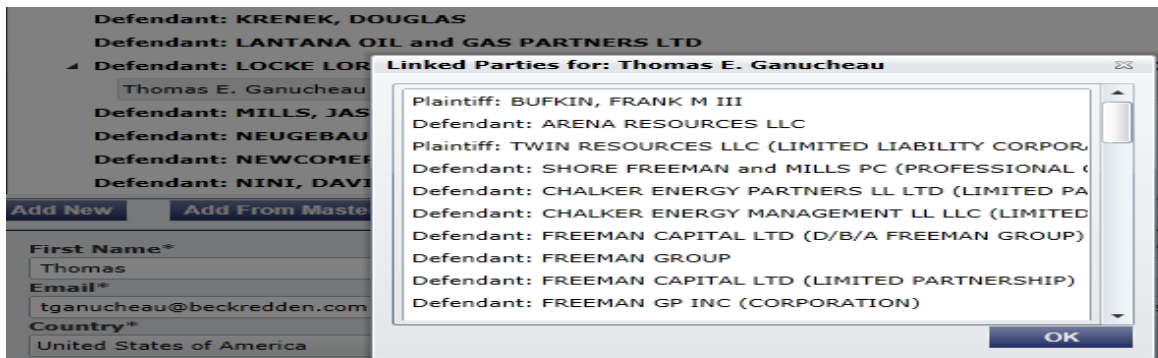 Defendant: KRENEK, DOUGLAS
Defendant: LANTANA OIL and GAS PARTNERS LTD
Defendant: LOCKE LOR
Thomas E. Ganucheau
Defendant: MILLS, JAS
Defendant: NEUGEBAU
Defendant: NEWCOMER
Defendant: NINI, DAVI
Add New Add From Maste
First Name*
Thomas
Email*
tganucheau@beckredden.com
Country*
United States of America
Linked Parties for: Thomas E. Ganucheau
Plaintiff: BUFKIN, FRANK M III
Defendant: ARENA RESOURCES LLC
Plaintiff: TWIN RESOURCES LLC (LIMITED LIABILITY CORPOR
Defendant: SHORE FREEMAN and MILLS PC (PROFESSIONAL
Defendant: CHALKER ENERGY PARTNERS LL LTD (LIMITED PA
Defendant: CHALKER ENERGY MANAGEMENT LL LLC (LIMITED
Defendant: FREEMAN CAPITAL LTD (D/B/A FREEMAN GROUP)
Defendant: FREEMAN GROUP
Defendant: FREEMAN CAPITAL LTD (LIMITED PARTNERSHIP)
Defendant: FREEMAN GP INC (CORPORATION)
OK